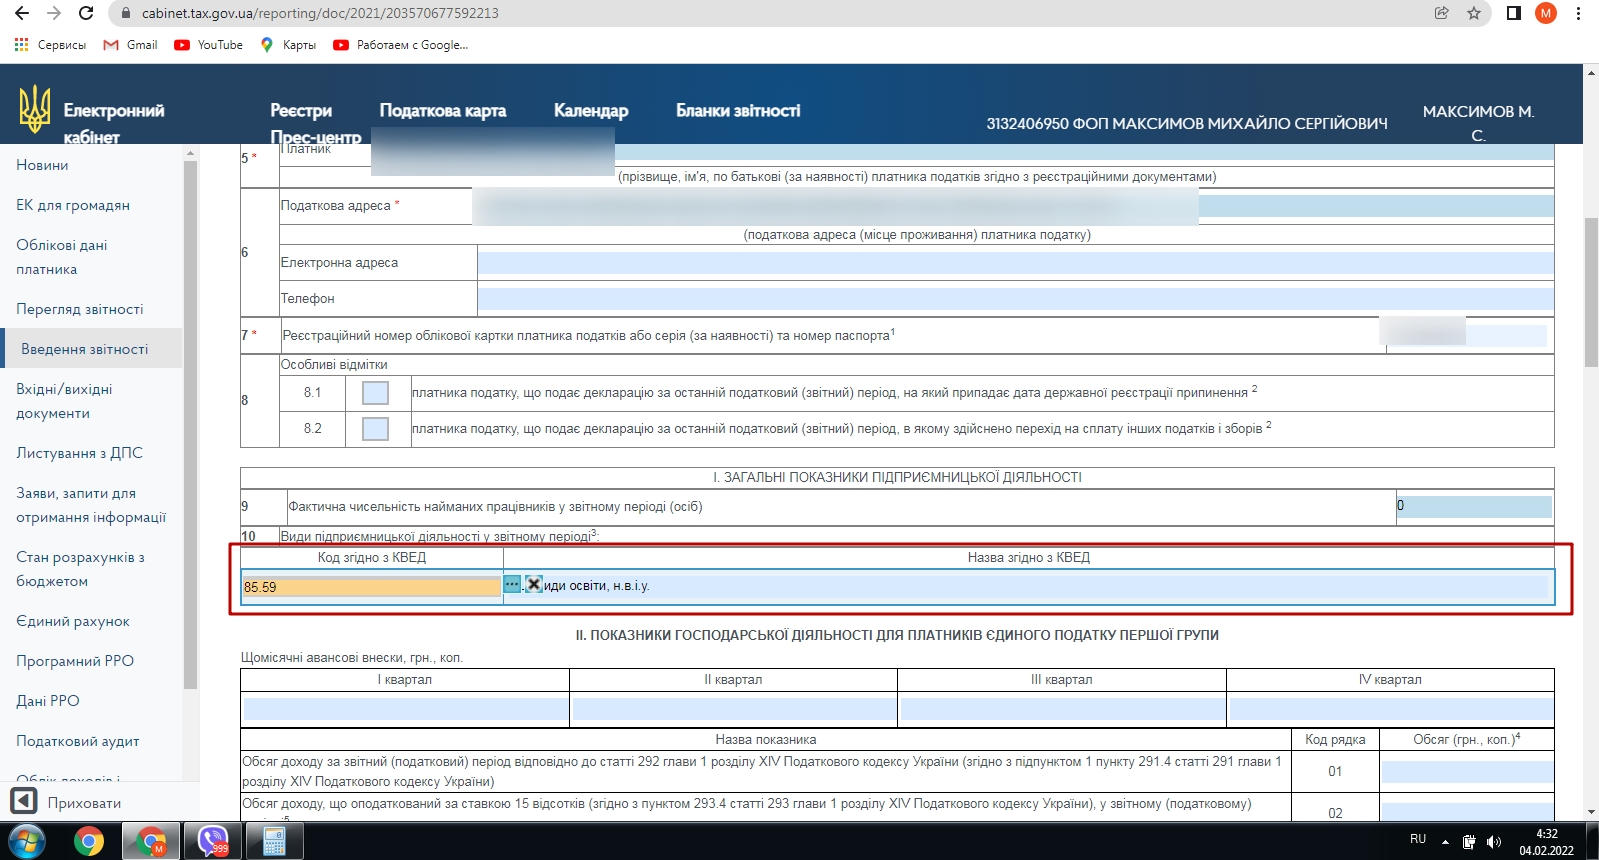 cabinet.tax.gov.ua/reporting/doc/2021/203570677592213
M
Сервисы Gmail YouTube Карты Работаем с Google...
Електронний кабінет
Реєстри Податкова карта Календар Бланки звітності
Прес-центр
3132406950 ФОП МАКСИМОВ МИХАЙЛО СЕРГІЙОВИЧ
МАКСИМОВ М. С.
Новини
ЕК для громадян
Облікові дані
платника
Перегляд звітності
Введення звітності
Вхідні/вихідні
документи
Листування з ДПС
Заяви, запити для
отримання інформації
Стан розрахунків з
бюджетом
Єдиний рахунок
Програмний РРО
Дані РРО
Податковий аудит
Облік доходів і
Приховати
5 * Платник
(прізвище, ім'я, по батькові (за наявності) платника податків згідно з реєстраційними документами)
6
Податкова адреса *
(податкова адреса (місце проживання) платника податку)
Електронна адреса
Телефон
7 * Реєстраційний номер облікової картки платника податків або серія (за наявності) та номер паспорта1
8
Особливі відмітки
8.1 платника податку, що подає декларацію за останній податковий (звітний) період, на який припадає дата державної реєстрації припинення 2
8.2 платника податку, що подає декларацію за останній податковий (звітний) період, в якому здійснено перехід на сплату інших податків і зборів 2
І. ЗАГАЛЬНІ ПОКАЗНИКИ ПІДПРИЄМНИЦЬКОЇ ДІЯЛЬНОСТІ
9 Фактична чисельність найманих працівників у звітному періоді (осіб) 0
10 Види підприємницької діяльності у звітному періоді3:
Код згідно з КВЕД Назва згідно з КВЕД
85.59 ... иди освіти, н.в.і.у.
ІІ. ПОКАЗНИКИ ГОСПОДАРСЬКОЇ ДІЯЛЬНОСТІ ДЛЯ ПЛАТНИКІВ ЄДИНОГО ПОДАТКУ ПЕРШОЇ ГРУПИ
Щомісячні авансові внески, грн., коп.
І квартал ІІ квартал ІІІ квартал ІV квартал
Назва показника Код рядка Обсяг (грн., коп.)4
Обсяг доходу за звітний (податковий) період відповідно до статті 292 глави 1 розділу XIV Податкового кодексу України (згідно з підпунктом 1 пункту 291.4 статті 291 глави 1
розділу XIV Податкового кодексу України)
01
Обсяг доходу, що оподаткований за ставкою 15 відсотків (згідно з пунктом 293.4 статті 293 глави 1 розділу XIV Податкового кодексу України), у звітному (податковому)
02
M
999
RU
4:32
04.02.2022